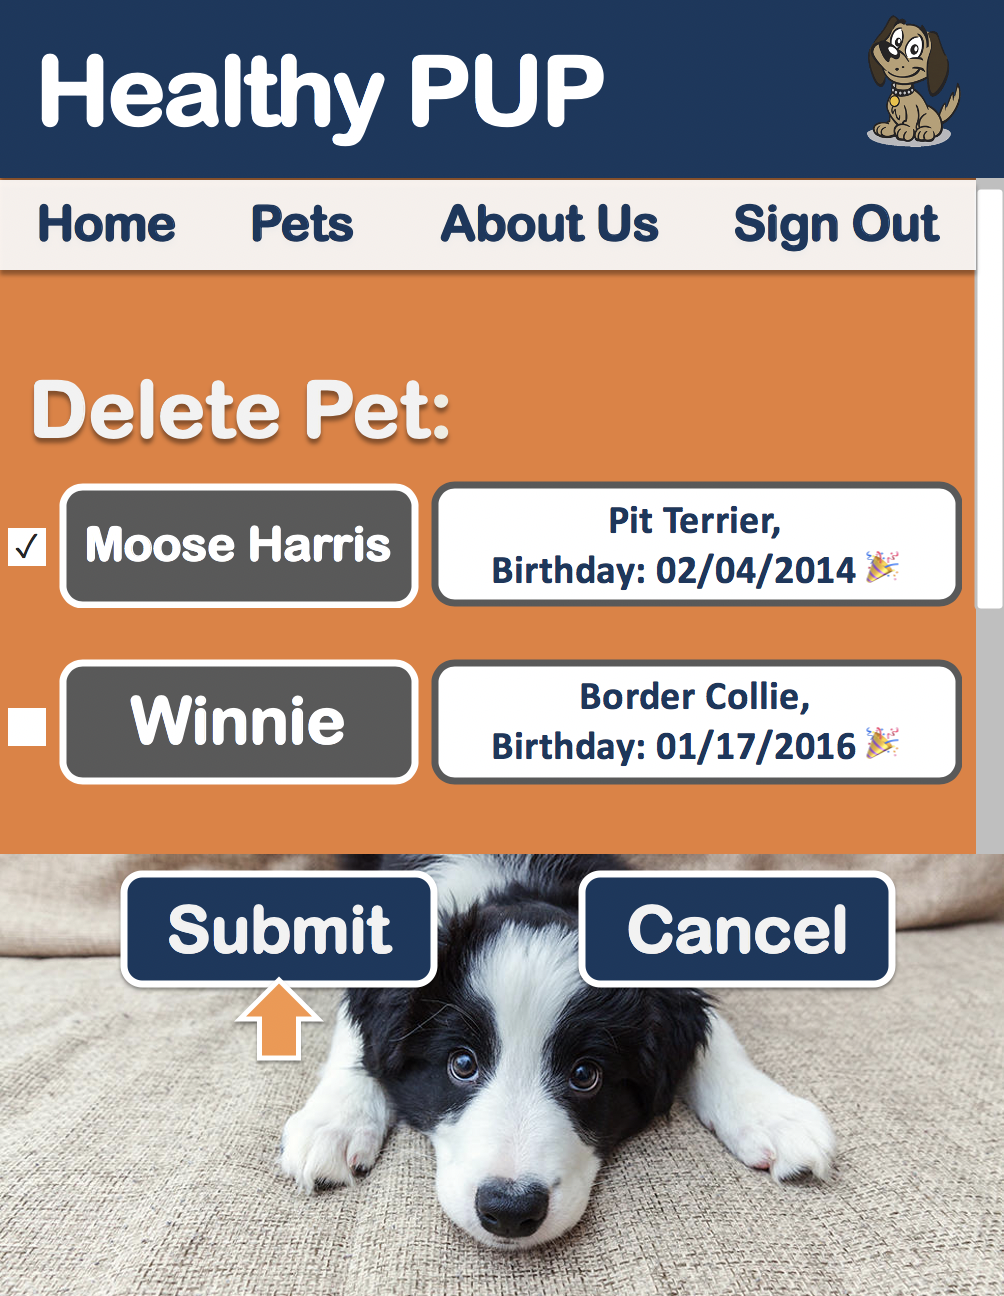 Healthy PUP
Home Pets About Us Sign Out
Delete Pet:
✓ Moose Harris
Pit Terrier,
Birthday: 02/04/2014 🎉
Winnie
Border Collie,
Birthday: 01/17/2016 🎉
Submit Cancel